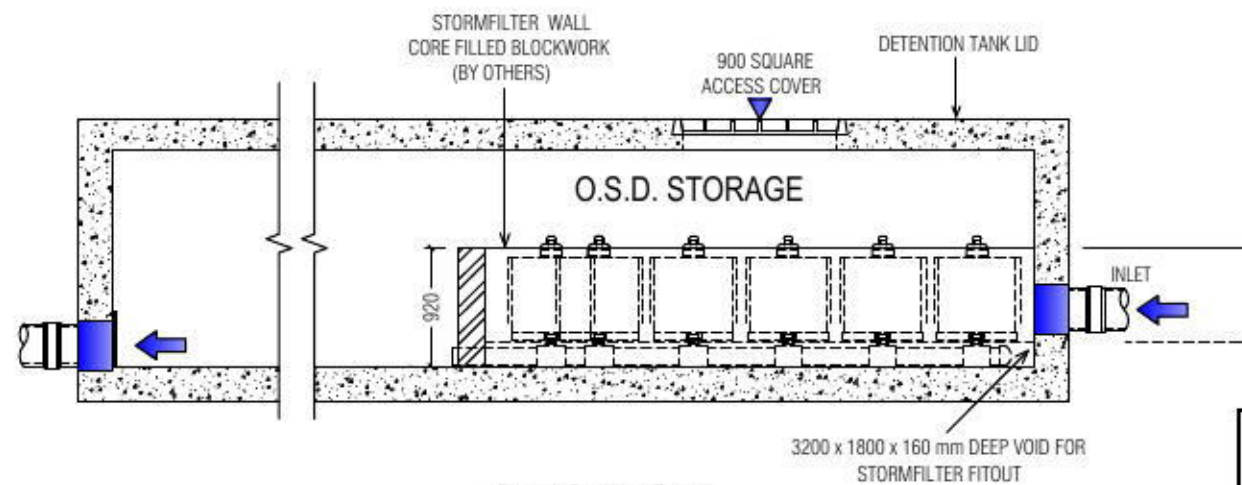 STORMFILTER WALL
CORE FILLED BLOCKWORK
(BY OTHERS)
900 SQUARE
ACCESS COVER
DETENTION TANK LID
O.S.D. STORAGE
920
INLET
3200 x 1800 x 160 mm DEEP VOID FOR
STORMFILTER FITOUT